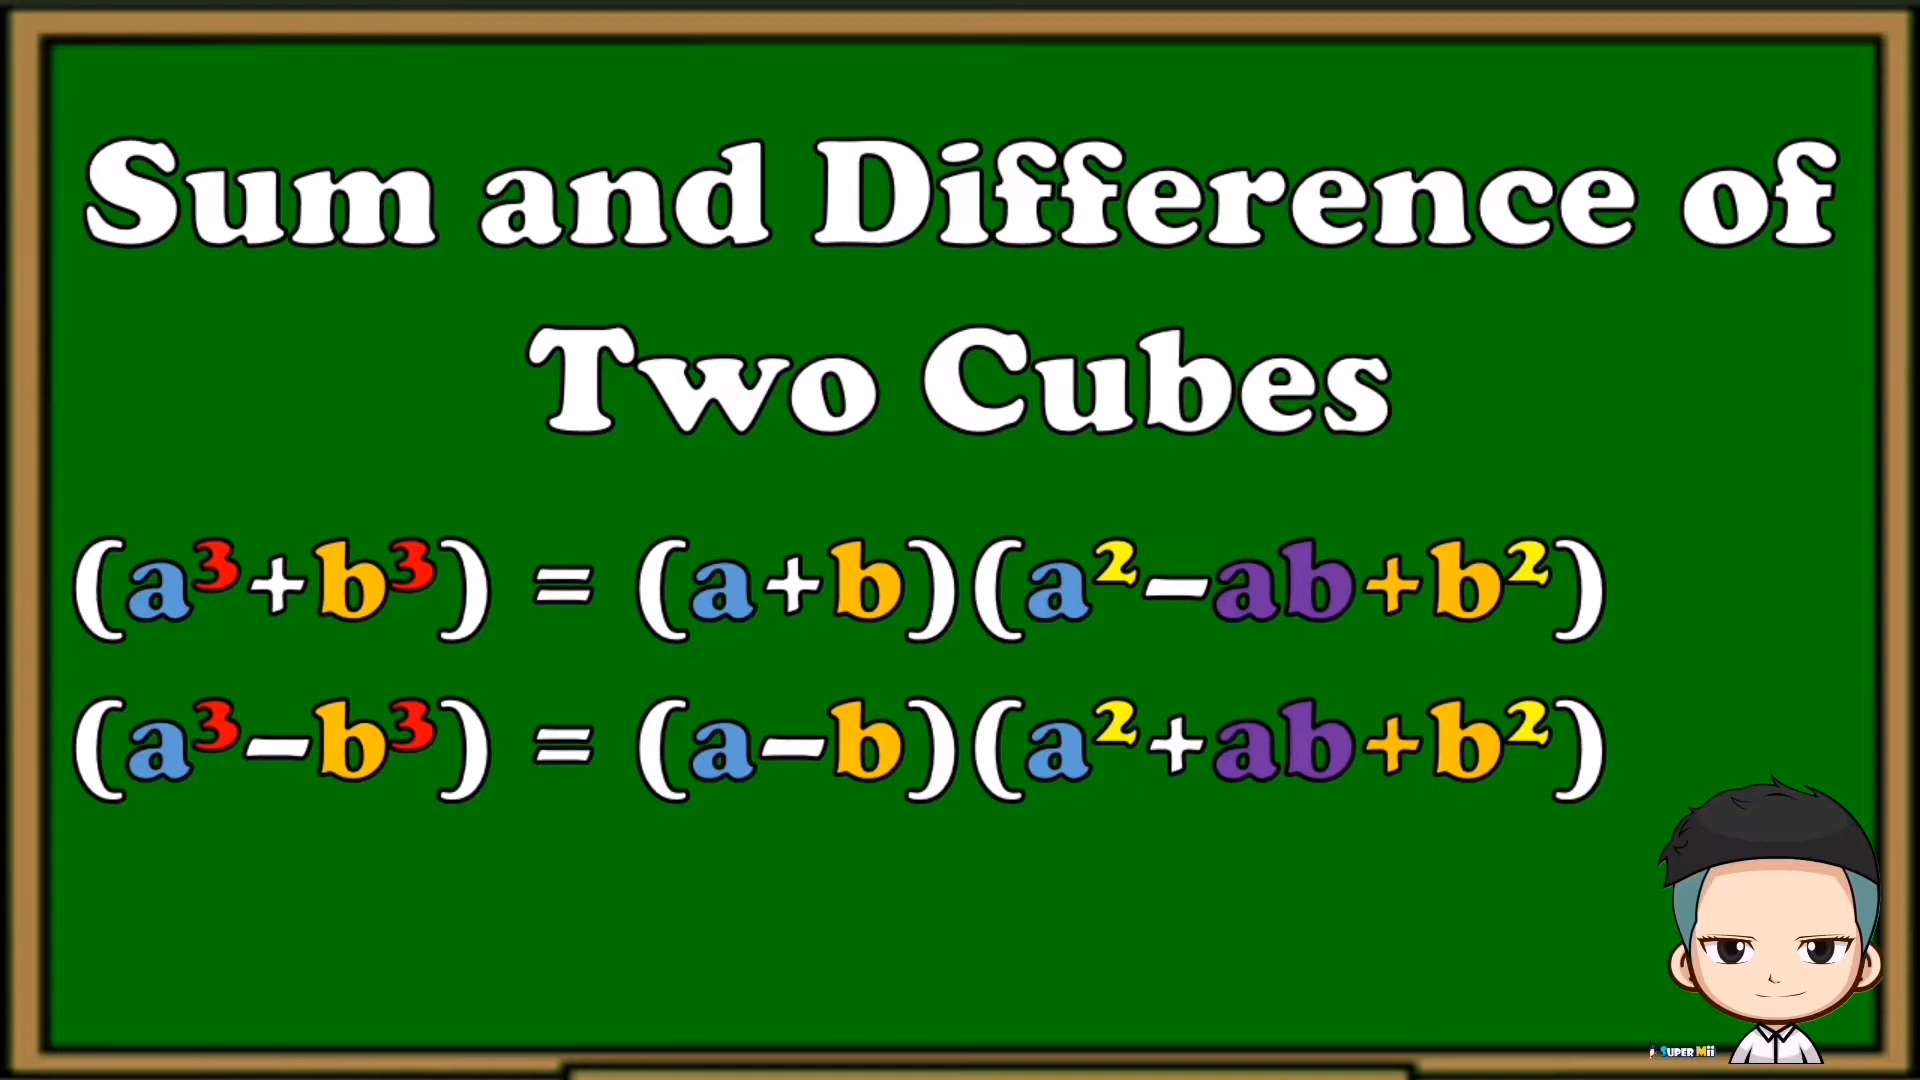 Sum and Difference of
Two Cubes
(a³+b³) = (a+b)(a²−ab+b²)
(a³−b³) = (a−b)(a²+ab+b²)
SUPER Mii